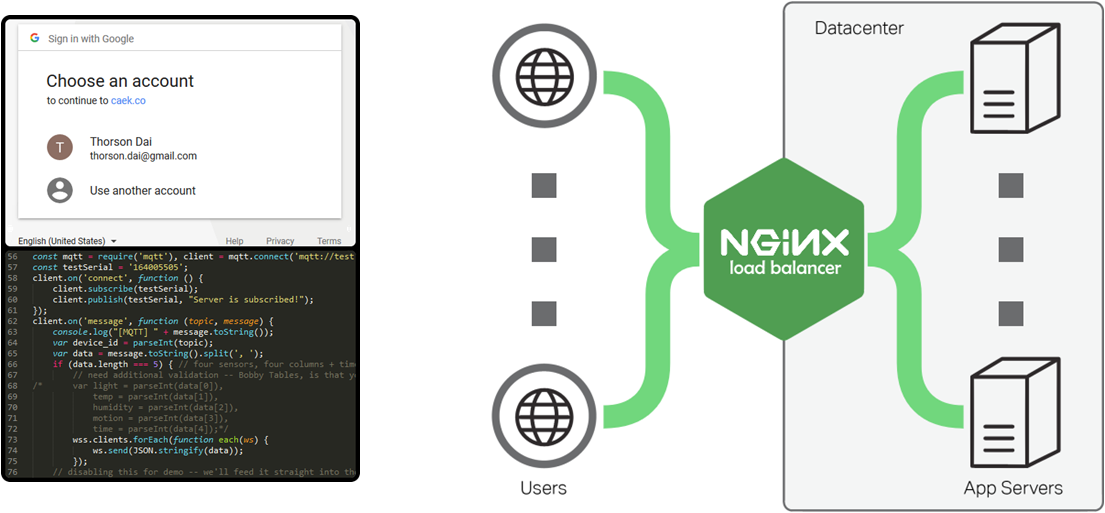 Sign in with Google
Choose an account
to continue to caek.co
T
Thorson Dai
thorson.dai@gmail.com
Use another account
English (United States)
Help Privacy Terms
56 const mqtt = require('mqtt'), client = mqtt.connect('mqtt://test
57 const testSerial = '164005505';
58 client.on('connect', function () {
59 client.subscribe(testSerial);
60 client.publish(testSerial, "Server is subscribed!");
61 });
62 client.on('message', function (topic, message) {
63 console.log("[MQTT] " + message.toString());
64 var device_id = parseInt(topic);
65 var data = message.toString().split(', ');
66 if (data.length === 5) { // four sensors, four columns + tim
67 // need additional validation -- Bobby Tables, is that y
68 /* var light = parseInt(data[0]),
69 temp = parseInt(data[1]),
70 humidity = parseInt(data[2]),
71 motion = parseInt(data[3]),
72 time = parseInt(data[4]);*/
73 wss.clients.forEach(function each(ws) {
74 ws.send(JSON.stringify(data));
75 });
76 // disabling this for demo -- we'll feed it straight into the
Users
Datacenter
NGINX
load balancer
App Servers